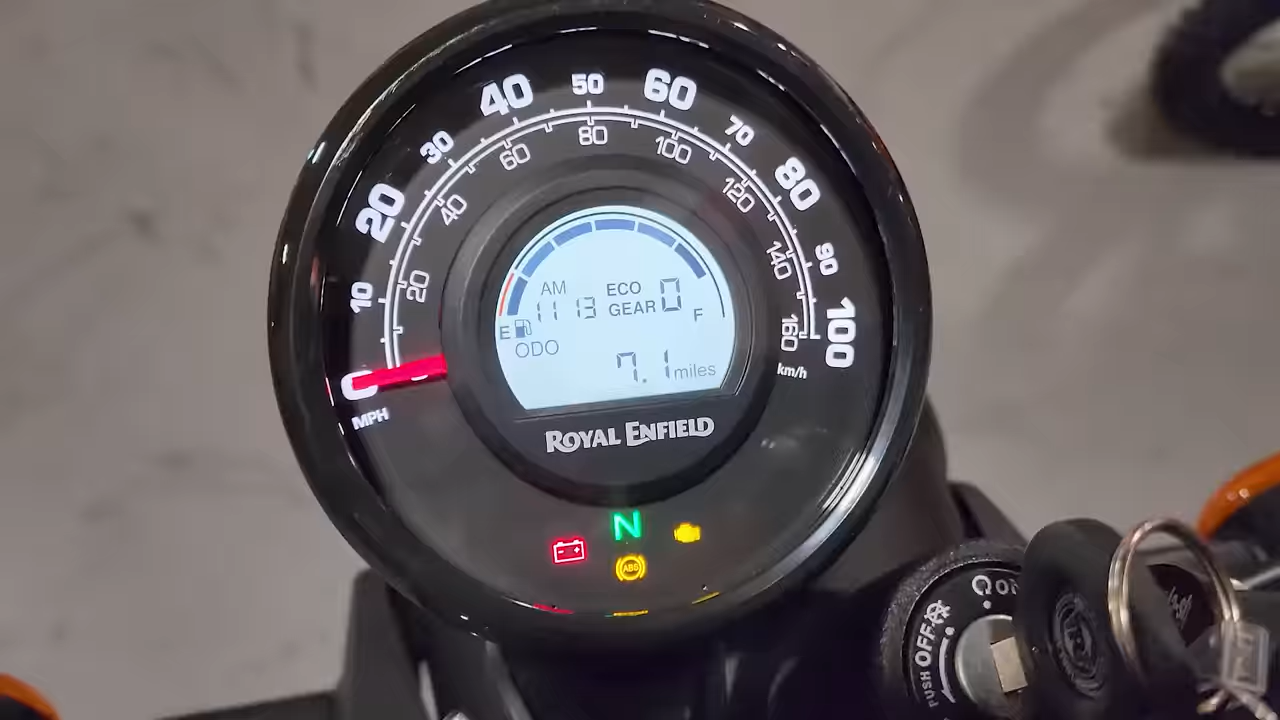 10
20
30
40
50
60
70
80
90
100
MPH
20
40
60
80
100
120
140
160
km/h
AM
11 13
ECO
GEAR 0
E
F
ODO
7.1 miles
ROYAL ENFIELD
N
ABS
PUSH OFF